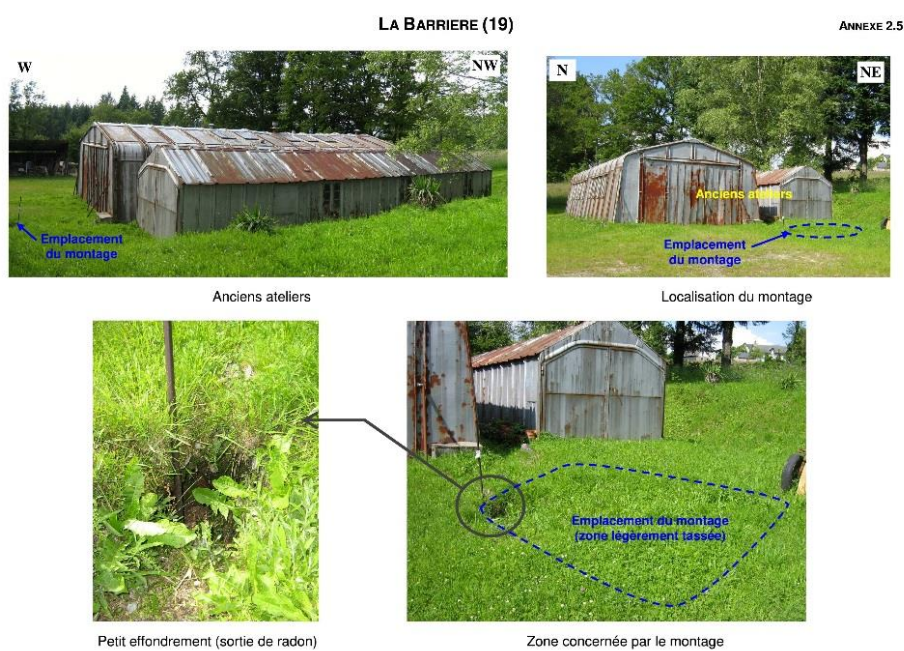 LA BARRIERE (19)
ANNEXE 2.5
W
NW
Emplacement
du montage
N
NE
Anciens ateliers
Emplacement
du montage
Anciens ateliers
Localisation du montage
Emplacement du montage
(zone légèrement tassée)
Petit effondrement (sortie de radon)
Zone concernée par le montage